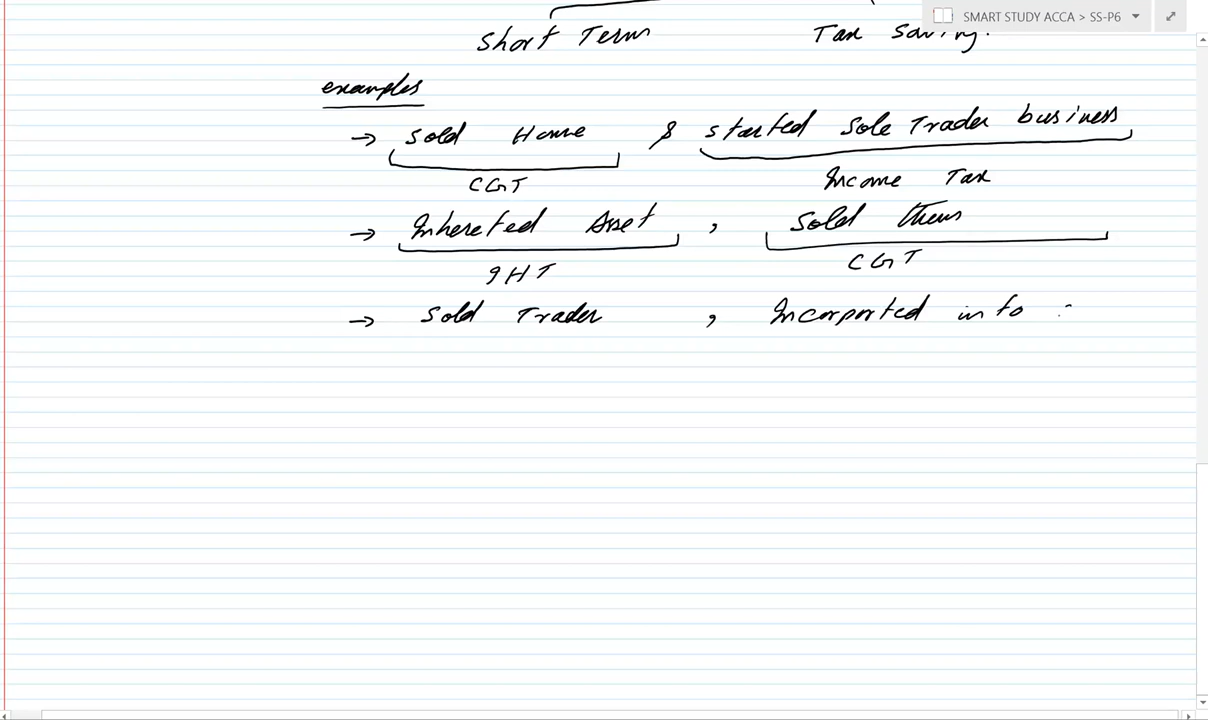 SMART STUDY ACCA > SS-P6
Short Term Tax Saving.
examples
→ Sold Home & started Sole Trader business
CGT Income Tax
→ Inhereted Asset , Sold them
IHT CGT
→ Sold Trader , Incorported into